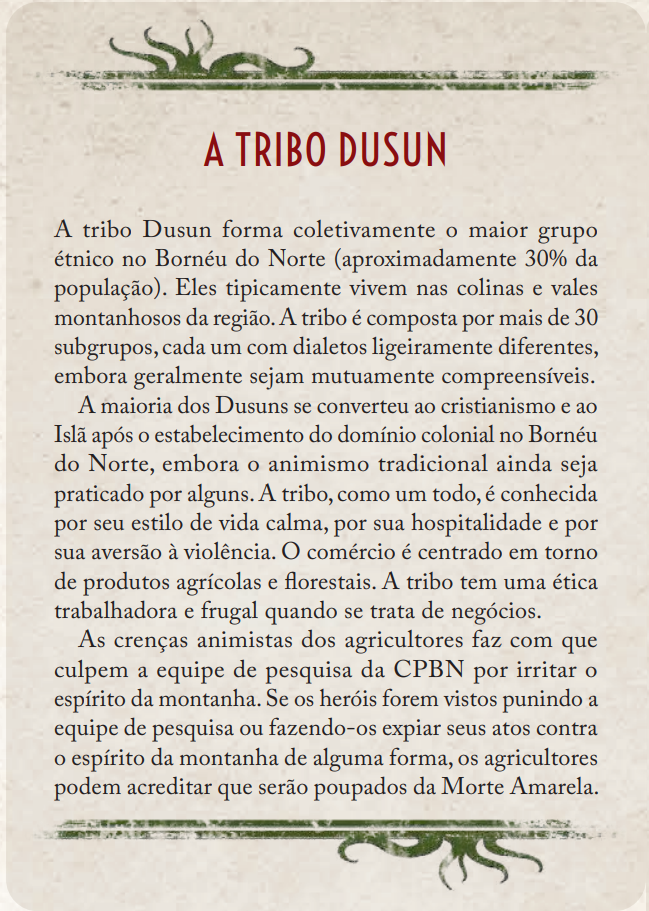 A TRIBO DUSUN
A tribo Dusun forma coletivamente o maior grupo
étnico no Bornéu do Norte (aproximadamente 30% da
população). Eles tipicamente vivem nas colinas e vales
montanhosos da região. A tribo é composta por mais de 30
subgrupos, cada um com dialetos ligeiramente diferentes,
embora geralmente sejam mutuamente compreensíveis.
A maioria dos Dusuns se converteu ao cristianismo e ao
Islã após o estabelecimento do domínio colonial no Bornéu
do Norte, embora o animismo tradicional ainda seja
praticado por alguns. A tribo, como um todo, é conhecida
por seu estilo de vida calma, por sua hospitalidade e por
sua aversão à violência. O comércio é centrado em torno
de produtos agrícolas e florestais. A tribo tem uma ética
trabalhadora e frugal quando se trata de negócios.
As crenças animistas dos agricultores faz com que
culpem a equipe de pesquisa da CPBN por irritar o
espírito da montanha. Se os heróis forem vistos punindo a
equipe de pesquisa ou fazendo-os expiar seus atos contra
o espírito da montanha de alguma forma, os agricultores
podem acreditar que serão poupados da Morte Amarela.